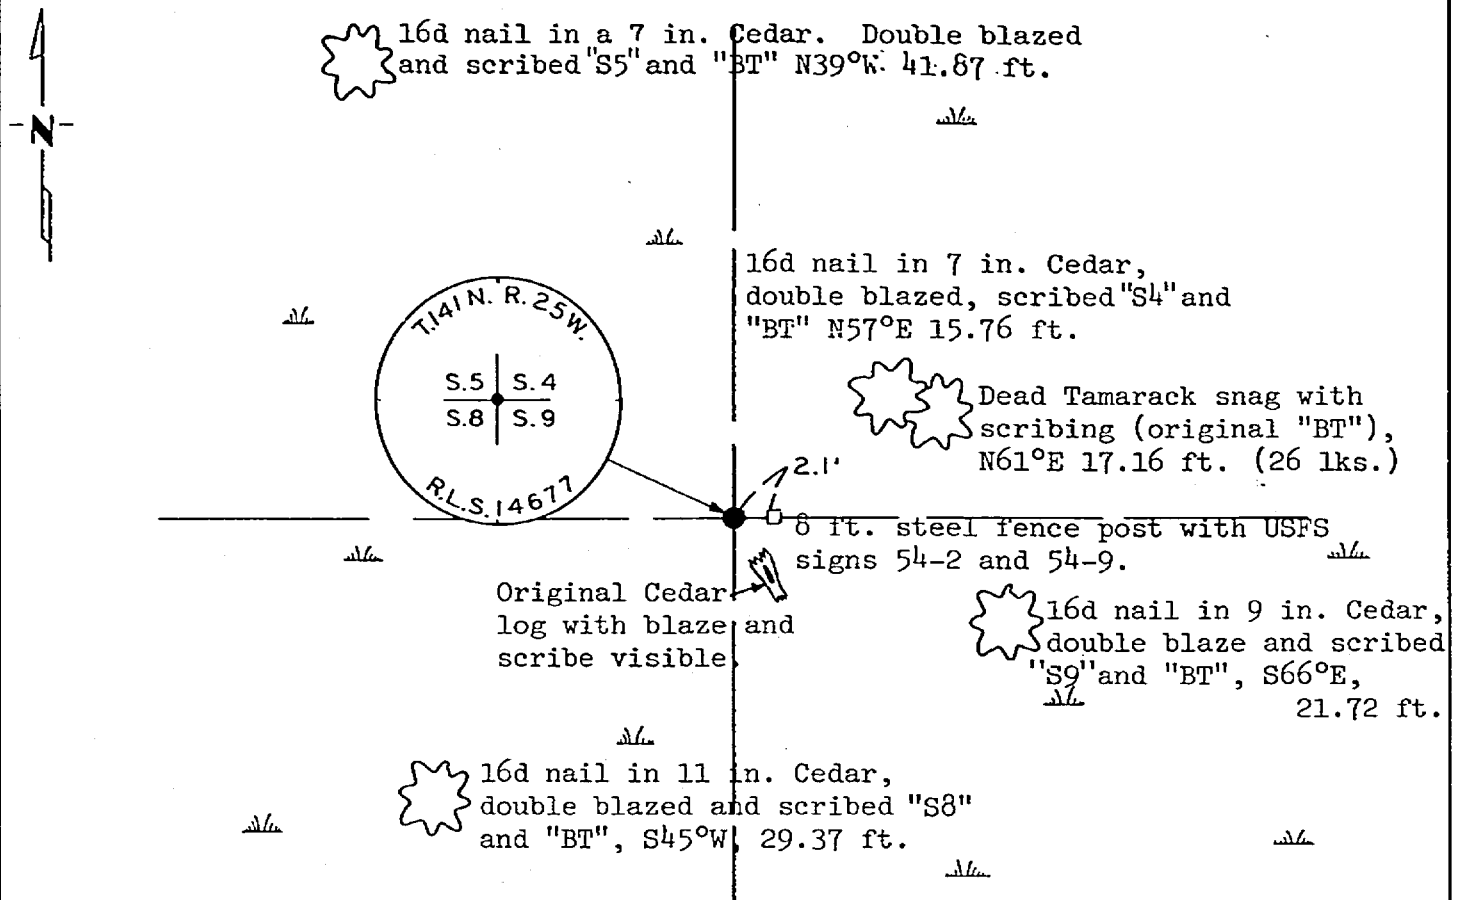 16d nail in a 7 in. Cedar. Double blazed
and scribed "S5" and "BT" N39°W. 41.87 ft.
N
16d nail in 7 in. Cedar,
double blazed, scribed "S4" and
"BT" N57°E 15.76 ft.
T.141 N. R. 25 W.
S.5 S.4
S.8 S.9
R.L.S. 14677
Dead Tamarack snag with
scribing (original "BT"),
N61°E 17.16 ft. (26 lks.)
2.1'
8 ft. steel fence post with USFS
signs 54-2 and 54-9.
Original Cedar
log with blaze and
scribe visible.
16d nail in 9 in. Cedar,
double blaze and scribed
"S9" and "BT", S66°E,
21.72 ft.
16d nail in 11 in. Cedar,
double blazed and scribed "S8"
and "BT", S45°W, 29.37 ft.